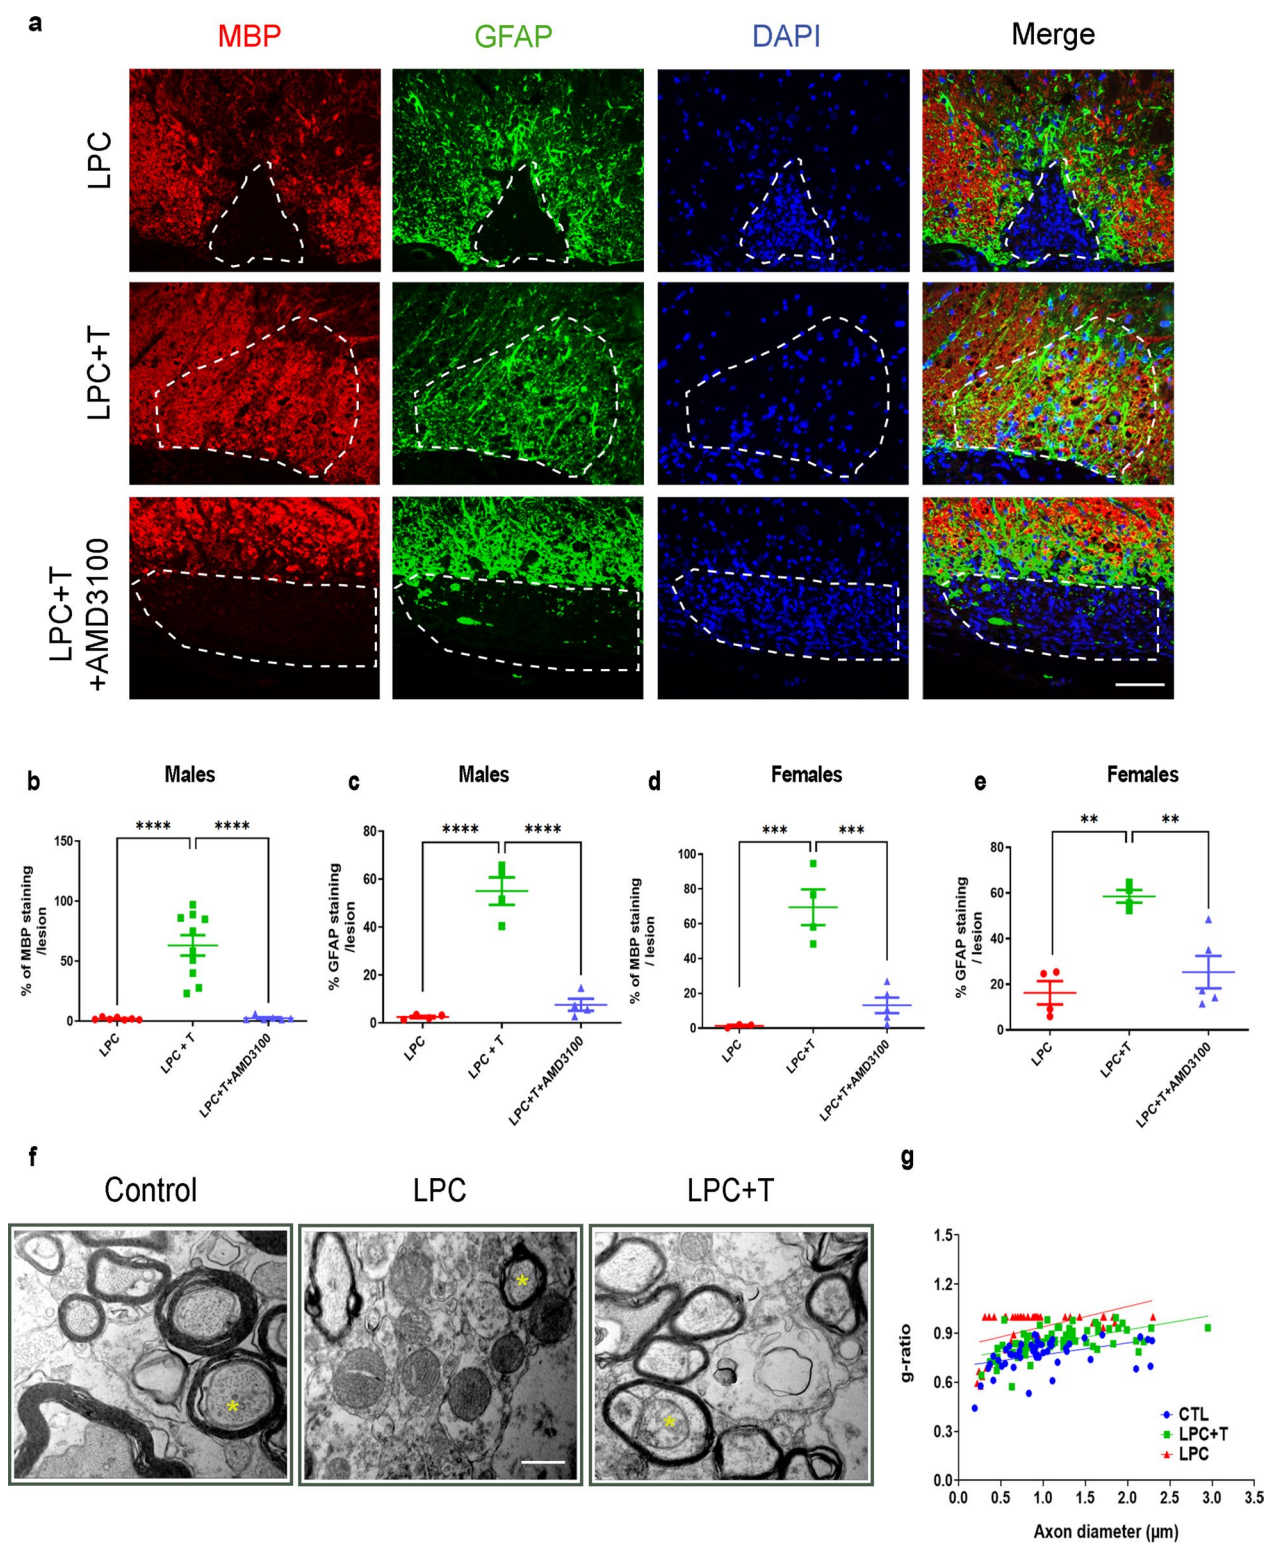 a
MBP
GFAP
DAPI
Merge
LPC
LPC+T
LPC+T
+AMD3100
b
Males
% of MBP staining
/lesion
150
100
50
0
****
****
LPC
LPC + T
LPC+T+AMD3100
c
Males
% GFAP staining
/lesion
80
60
40
20
0
****
****
LPC
LPC + T
LPC+T+AMD3100
d
Females
% of MBP staining
/ lesion
100
80
60
40
20
0
***
***
LPC
LPC+T
LPC+T+AMD3100
e
Females
% GFAP staining
/ lesion
80
60
40
20
0
**
**
LPC
LPC+T
LPC+T+AMD3100
f
Control
LPC
LPC+T
*
*
*
g
g-ratio
1.5
1.2
0.9
0.6
0.3
0.0
CTL
LPC+T
LPC
0.0 0.5 1.0 1.5 2.0 2.5 3.0 3.5
Axon diameter (µm)